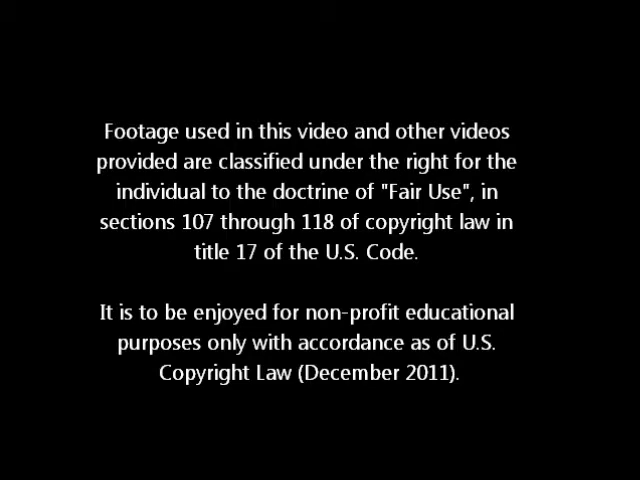 Footage used in this video and other videos
provided are classified under the right for the
individual to the doctrine of "Fair Use", in
sections 107 through 118 of copyright law in
title 17 of the U.S. Code.
It is to be enjoyed for non-profit educational
purposes only with accordance as of U.S.
Copyright Law (December 2011).